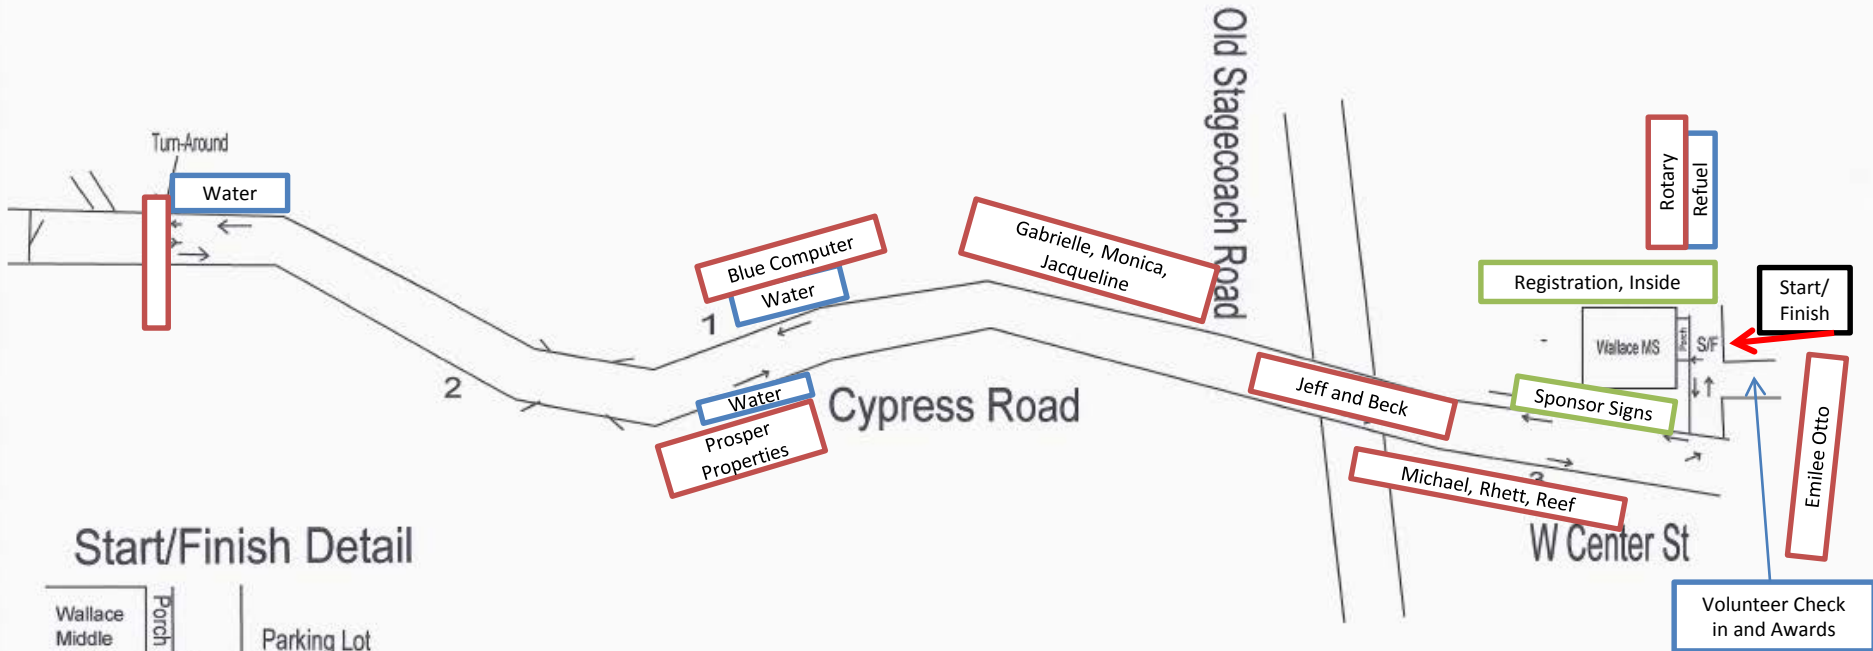 Old Stagecoach Road
Turn-Around
Water
Blue Computer
Water
Gabrielle, Monica,
Jacqueline
Rotary
Refuel
Registration, Inside
Start/
Finish
Wallace MS
Porch
S/F
1
2
Water
Prosper
Properties
Cypress Road
Jeff and Beck
Sponsor Signs
Emilee Otto
Michael, Rhett, Reef
3
W Center St
Volunteer Check
in and Awards
Start/Finish Detail
Wallace
Middle
Porch
Parking Lot